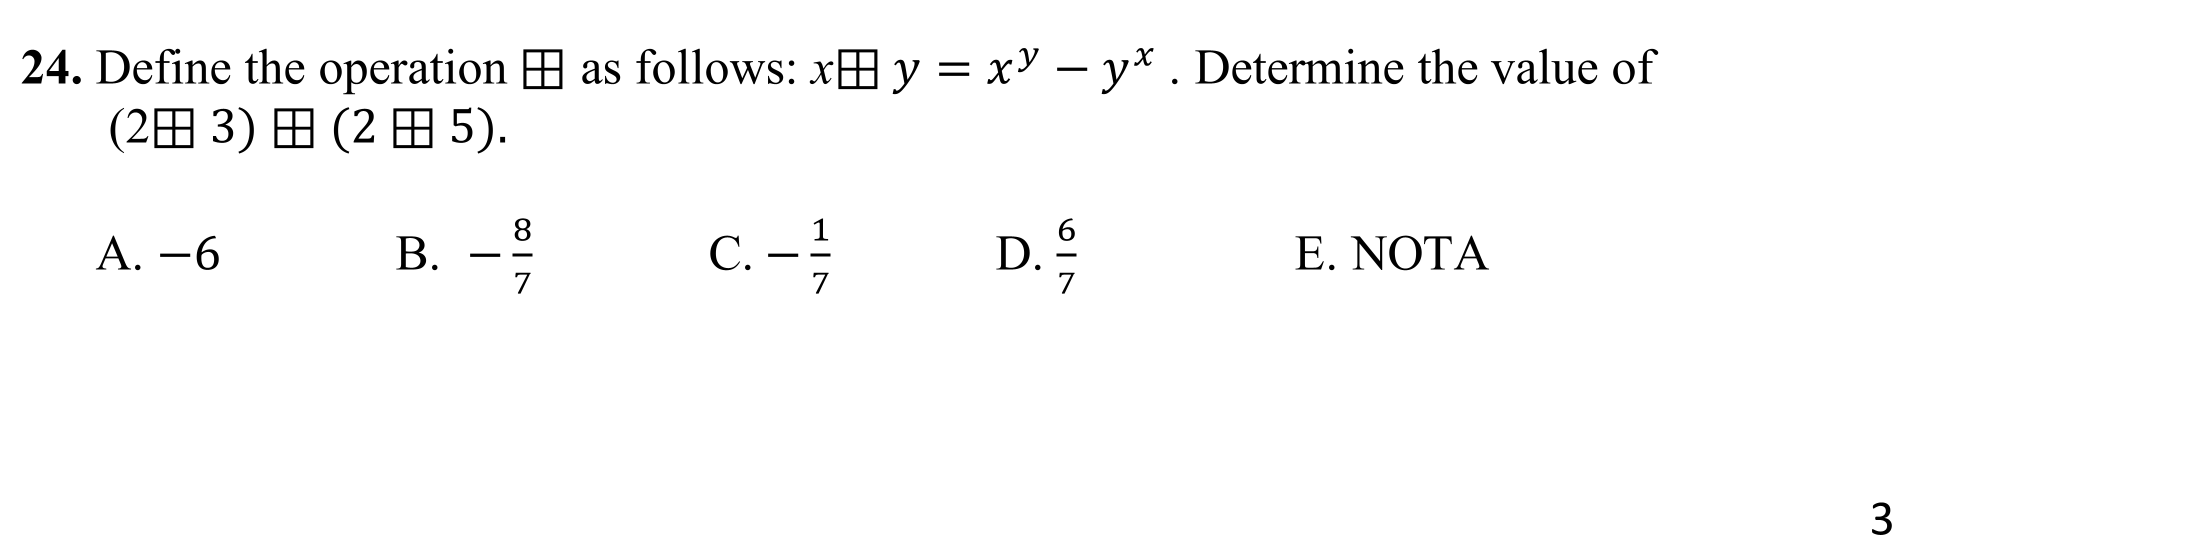 24. Define the operation ⊞ as follows: x⊞ y = x^y − y^x . Determine the value of
(2⊞ 3) ⊞ (2 ⊞ 5).
A. −6 B. −8/7 C. −1/7 D. 6/7 E. NOTA
3